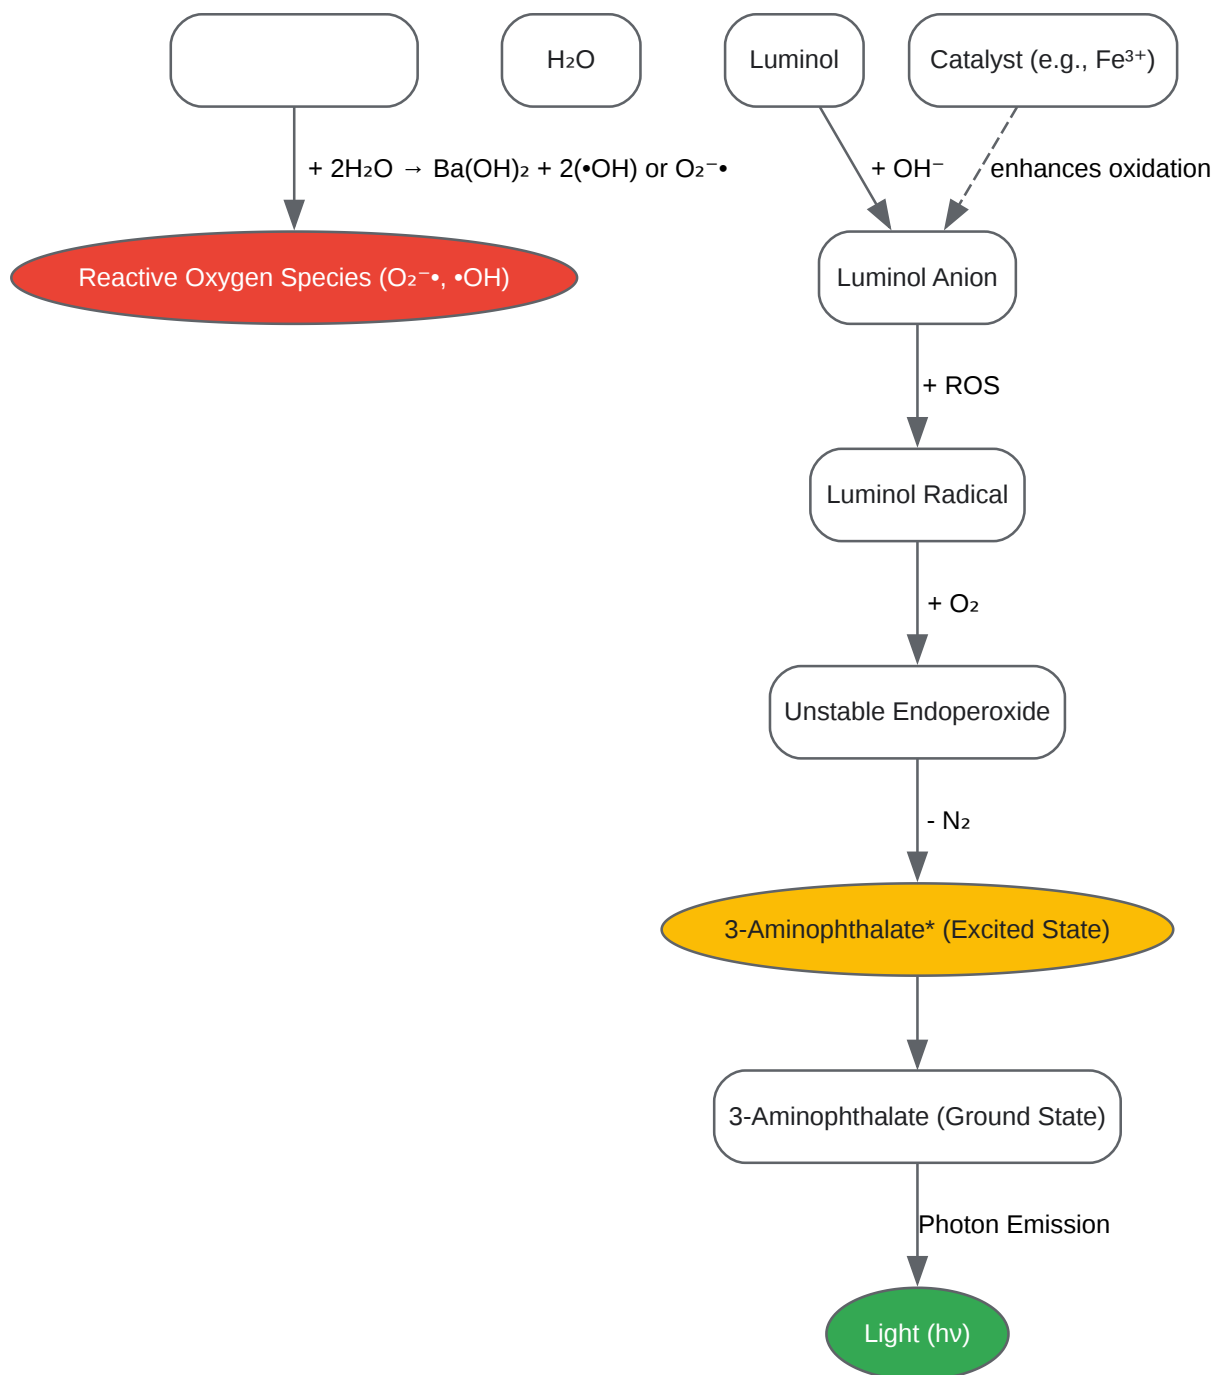 H₂O
Luminol
Catalyst (e.g., Fe³⁺)
+ 2H₂O → Ba(OH)₂ + 2(•OH) or O₂⁻•
+ OH⁻
enhances oxidation
Reactive Oxygen Species (O₂⁻•, •OH)
Luminol Anion
+ ROS
Luminol Radical
+ O₂
Unstable Endoperoxide
- N₂
3-Aminophthalate* (Excited State)
3-Aminophthalate (Ground State)
Photon Emission
Light (hν)